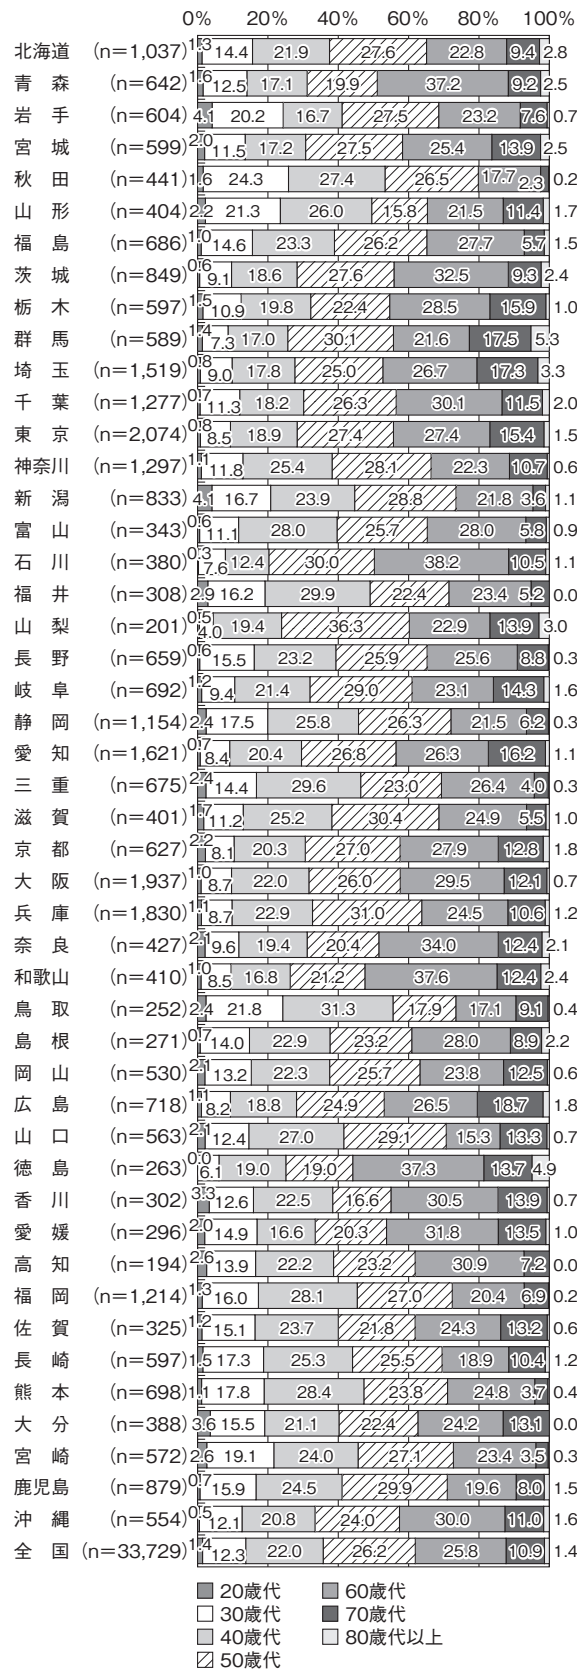 0% 20% 40% 60% 80% 100%
北海道 (n=1,037) 1.3 14.4 21.9 27.6 22.8 9.4 2.8
青 森 (n=642) 1.6 12.5 17.1 19.9 37.2 9.2 2.5
岩 手 (n=604) 4.1 20.2 16.7 27.5 23.2 7.6 0.7
宮 城 (n=599) 2.0 11.5 17.2 27.5 25.4 13.9 2.5
秋 田 (n=441) 1.6 24.3 27.4 26.5 17.7 2.3 0.2
山 形 (n=404) 2.2 21.3 26.0 15.8 21.5 11.4 1.7
福 島 (n=686) 1.0 14.6 23.3 26.2 27.7 5.7 1.5
茨 城 (n=849) 0.6 9.1 18.6 27.6 32.5 9.3 2.4
栃 木 (n=597) 1.5 10.9 19.8 22.4 28.5 15.9 1.0
群 馬 (n=589) 1.4 7.3 17.0 30.1 21.6 17.5 5.3
埼 玉 (n=1,519) 0.8 9.0 17.8 25.0 26.7 17.3 3.3
千 葉 (n=1,277) 0.7 11.3 18.2 26.3 30.1 11.5 2.0
東 京 (n=2,074) 0.8 8.5 18.9 27.4 27.4 15.4 1.5
神奈川 (n=1,297) 1.1 11.8 25.4 28.1 22.3 10.7 0.6
新 潟 (n=833) 4.1 16.7 23.9 28.8 21.8 3.6 1.1
富 山 (n=343) 0.6 11.1 28.0 25.7 28.0 5.8 0.9
石 川 (n=380) 0.3 7.6 12.4 30.0 38.2 10.5 1.1
福 井 (n=308) 2.9 16.2 29.9 22.4 23.4 5.2 0.0
山 梨 (n=201) 0.5 4.0 19.4 36.3 22.9 13.9 3.0
長 野 (n=659) 0.6 15.5 23.2 25.9 25.6 8.8 0.3
岐 阜 (n=692) 1.2 9.4 21.4 29.0 23.1 14.3 1.6
静 岡 (n=1,154) 2.4 17.5 25.8 26.3 21.5 6.2 0.3
愛 知 (n=1,621) 0.7 8.4 20.4 26.8 26.3 16.2 1.1
三 重 (n=675) 2.4 14.4 29.6 23.0 26.4 4.0 0.3
滋 賀 (n=401) 1.7 11.2 25.2 30.4 24.9 5.5 1.0
京 都 (n=627) 2.2 8.1 20.3 27.0 27.9 12.8 1.8
大 阪 (n=1,937) 1.0 8.7 22.0 26.0 29.5 12.1 0.7
兵 庫 (n=1,830) 1.1 8.7 22.9 31.0 24.5 10.6 1.2
奈 良 (n=427) 2.1 9.6 19.4 20.4 34.0 12.4 2.1
和歌山 (n=410) 1.0 8.5 16.8 21.2 37.6 12.4 2.4
鳥 取 (n=252) 2.4 21.8 31.3 17.9 17.1 9.1 0.4
島 根 (n=271) 0.7 14.0 22.9 23.2 28.0 8.9 2.2
岡 山 (n=530) 2.1 13.2 22.3 25.7 23.8 12.5 0.6
広 島 (n=718) 1.1 8.2 18.8 24.9 26.5 18.7 1.8
山 口 (n=563) 2.1 12.4 27.0 29.1 15.3 13.3 0.7
徳 島 (n=263) 0.0 6.1 19.0 19.0 37.3 13.7 4.9
香 川 (n=302) 3.3 12.6 22.5 16.6 30.5 13.9 0.7
愛 媛 (n=296) 2.0 14.9 16.6 20.3 31.8 13.5 1.0
高 知 (n=194) 2.6 13.9 22.2 23.2 30.9 7.2 0.0
福 岡 (n=1,214) 1.3 16.0 28.1 27.0 20.4 6.9 0.2
佐 賀 (n=325) 1.2 15.1 23.7 21.8 24.3 13.2 0.6
長 崎 (n=597) 1.5 17.3 25.3 25.5 18.9 10.4 1.2
熊 本 (n=698) 1.1 17.8 28.4 23.8 24.8 3.7 0.4
大 分 (n=388) 3.6 15.5 21.1 22.4 24.2 13.1 0.0
宮 崎 (n=572) 2.6 19.1 24.0 27.1 23.4 3.5 0.3
鹿児島 (n=879) 0.7 15.9 24.5 29.9 19.6 8.0 1.5
沖 縄 (n=554) 0.5 12.1 20.8 24.0 30.0 11.0 1.6
全 国 (n=33,729) 1.4 12.3 22.0 26.2 25.8 10.9 1.4
20歳代 60歳代
30歳代 70歳代
40歳代 80歳代以上
50歳代